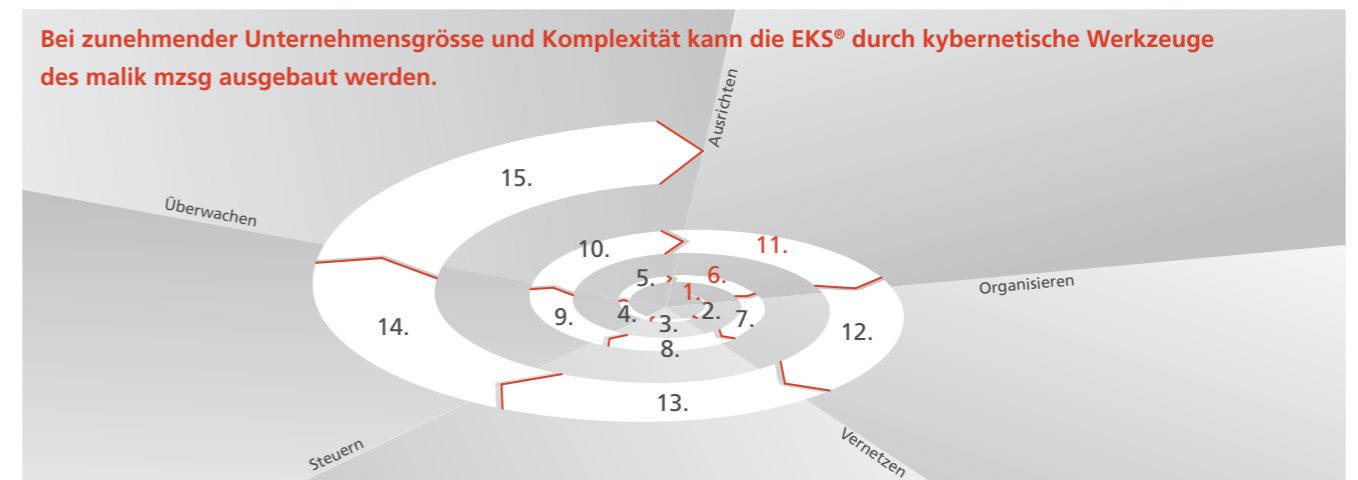 Bei zunehmender Unternehmensgrösse und Komplexität kann die EKS® durch kybernetische Werkzeuge
des malik mzsg ausgebaut werden.
Ausrichten
15.
Überwachen
10.
11.
5.
6.
1.
Organisieren
4.
2.
9.
3.
7.
14.
12.
8.
13.
Steuern
Vernetzen